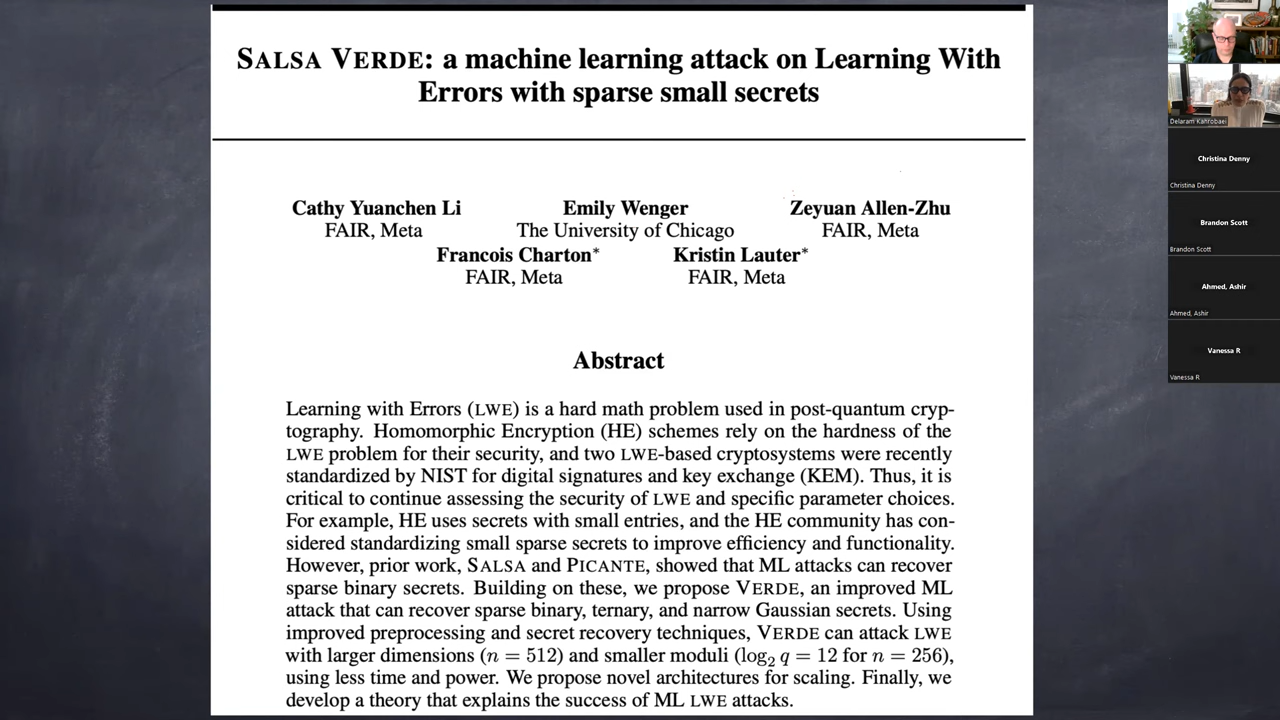 SALSA VERDE: a machine learning attack on Learning With
Errors with sparse small secrets
Cathy Yuanchen Li
FAIR, Meta
Emily Wenger
The University of Chicago
Zeyuan Allen-Zhu
FAIR, Meta
Francois Charton*
FAIR, Meta
Kristin Lauter*
FAIR, Meta
Abstract
Learning with Errors (LWE) is a hard math problem used in post-quantum cryp-
tography. Homomorphic Encryption (HE) schemes rely on the hardness of the
LWE problem for their security, and two LWE-based cryptosystems were recently
standardized by NIST for digital signatures and key exchange (KEM). Thus, it is
critical to continue assessing the security of LWE and specific parameter choices.
For example, HE uses secrets with small entries, and the HE community has con-
sidered standardizing small sparse secrets to improve efficiency and functionality.
However, prior work, SALSA and PICANTE, showed that ML attacks can recover
sparse binary secrets. Building on these, we propose VERDE, an improved ML
attack that can recover sparse binary, ternary, and narrow Gaussian secrets. Using
improved preprocessing and secret recovery techniques, VERDE can attack LWE
with larger dimensions (n = 512) and smaller moduli (log₂ q = 12 for n = 256),
using less time and power. We propose novel architectures for scaling. Finally, we
develop a theory that explains the success of ML LWE attacks.
Delaram Kahrobaei
Christina Denny
Christina Denny
Brandon Scott
Brandon Scott
Ahmed, Ashir
Ahmed, Ashir
Vanessa R
Vanessa R